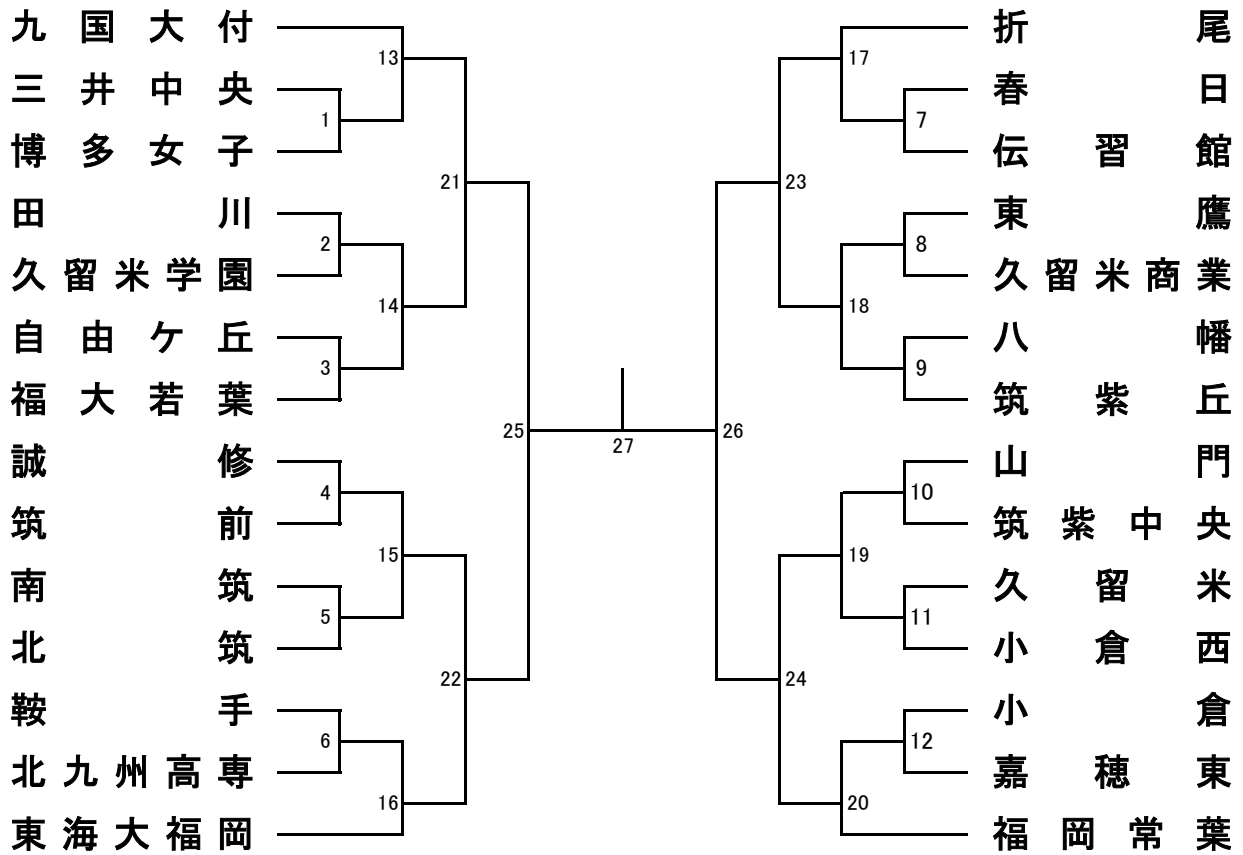 九国大付
13
三井中央
1
博多女子
21
田川
2
久留米学園
14
自由ケ丘
3
福大若葉
25
誠修
4
筑前
15
南筑
5
北筑
22
鞍手
6
北九州高専
16
東海大福岡
27
折尾
17
春日
7
伝習館
23
東鷹
8
久留米商業
18
八幡
9
筑紫丘
26
山門
10
筑紫中央
19
久留米
11
小倉西
24
小倉
12
嘉穂東
20
福岡常葉